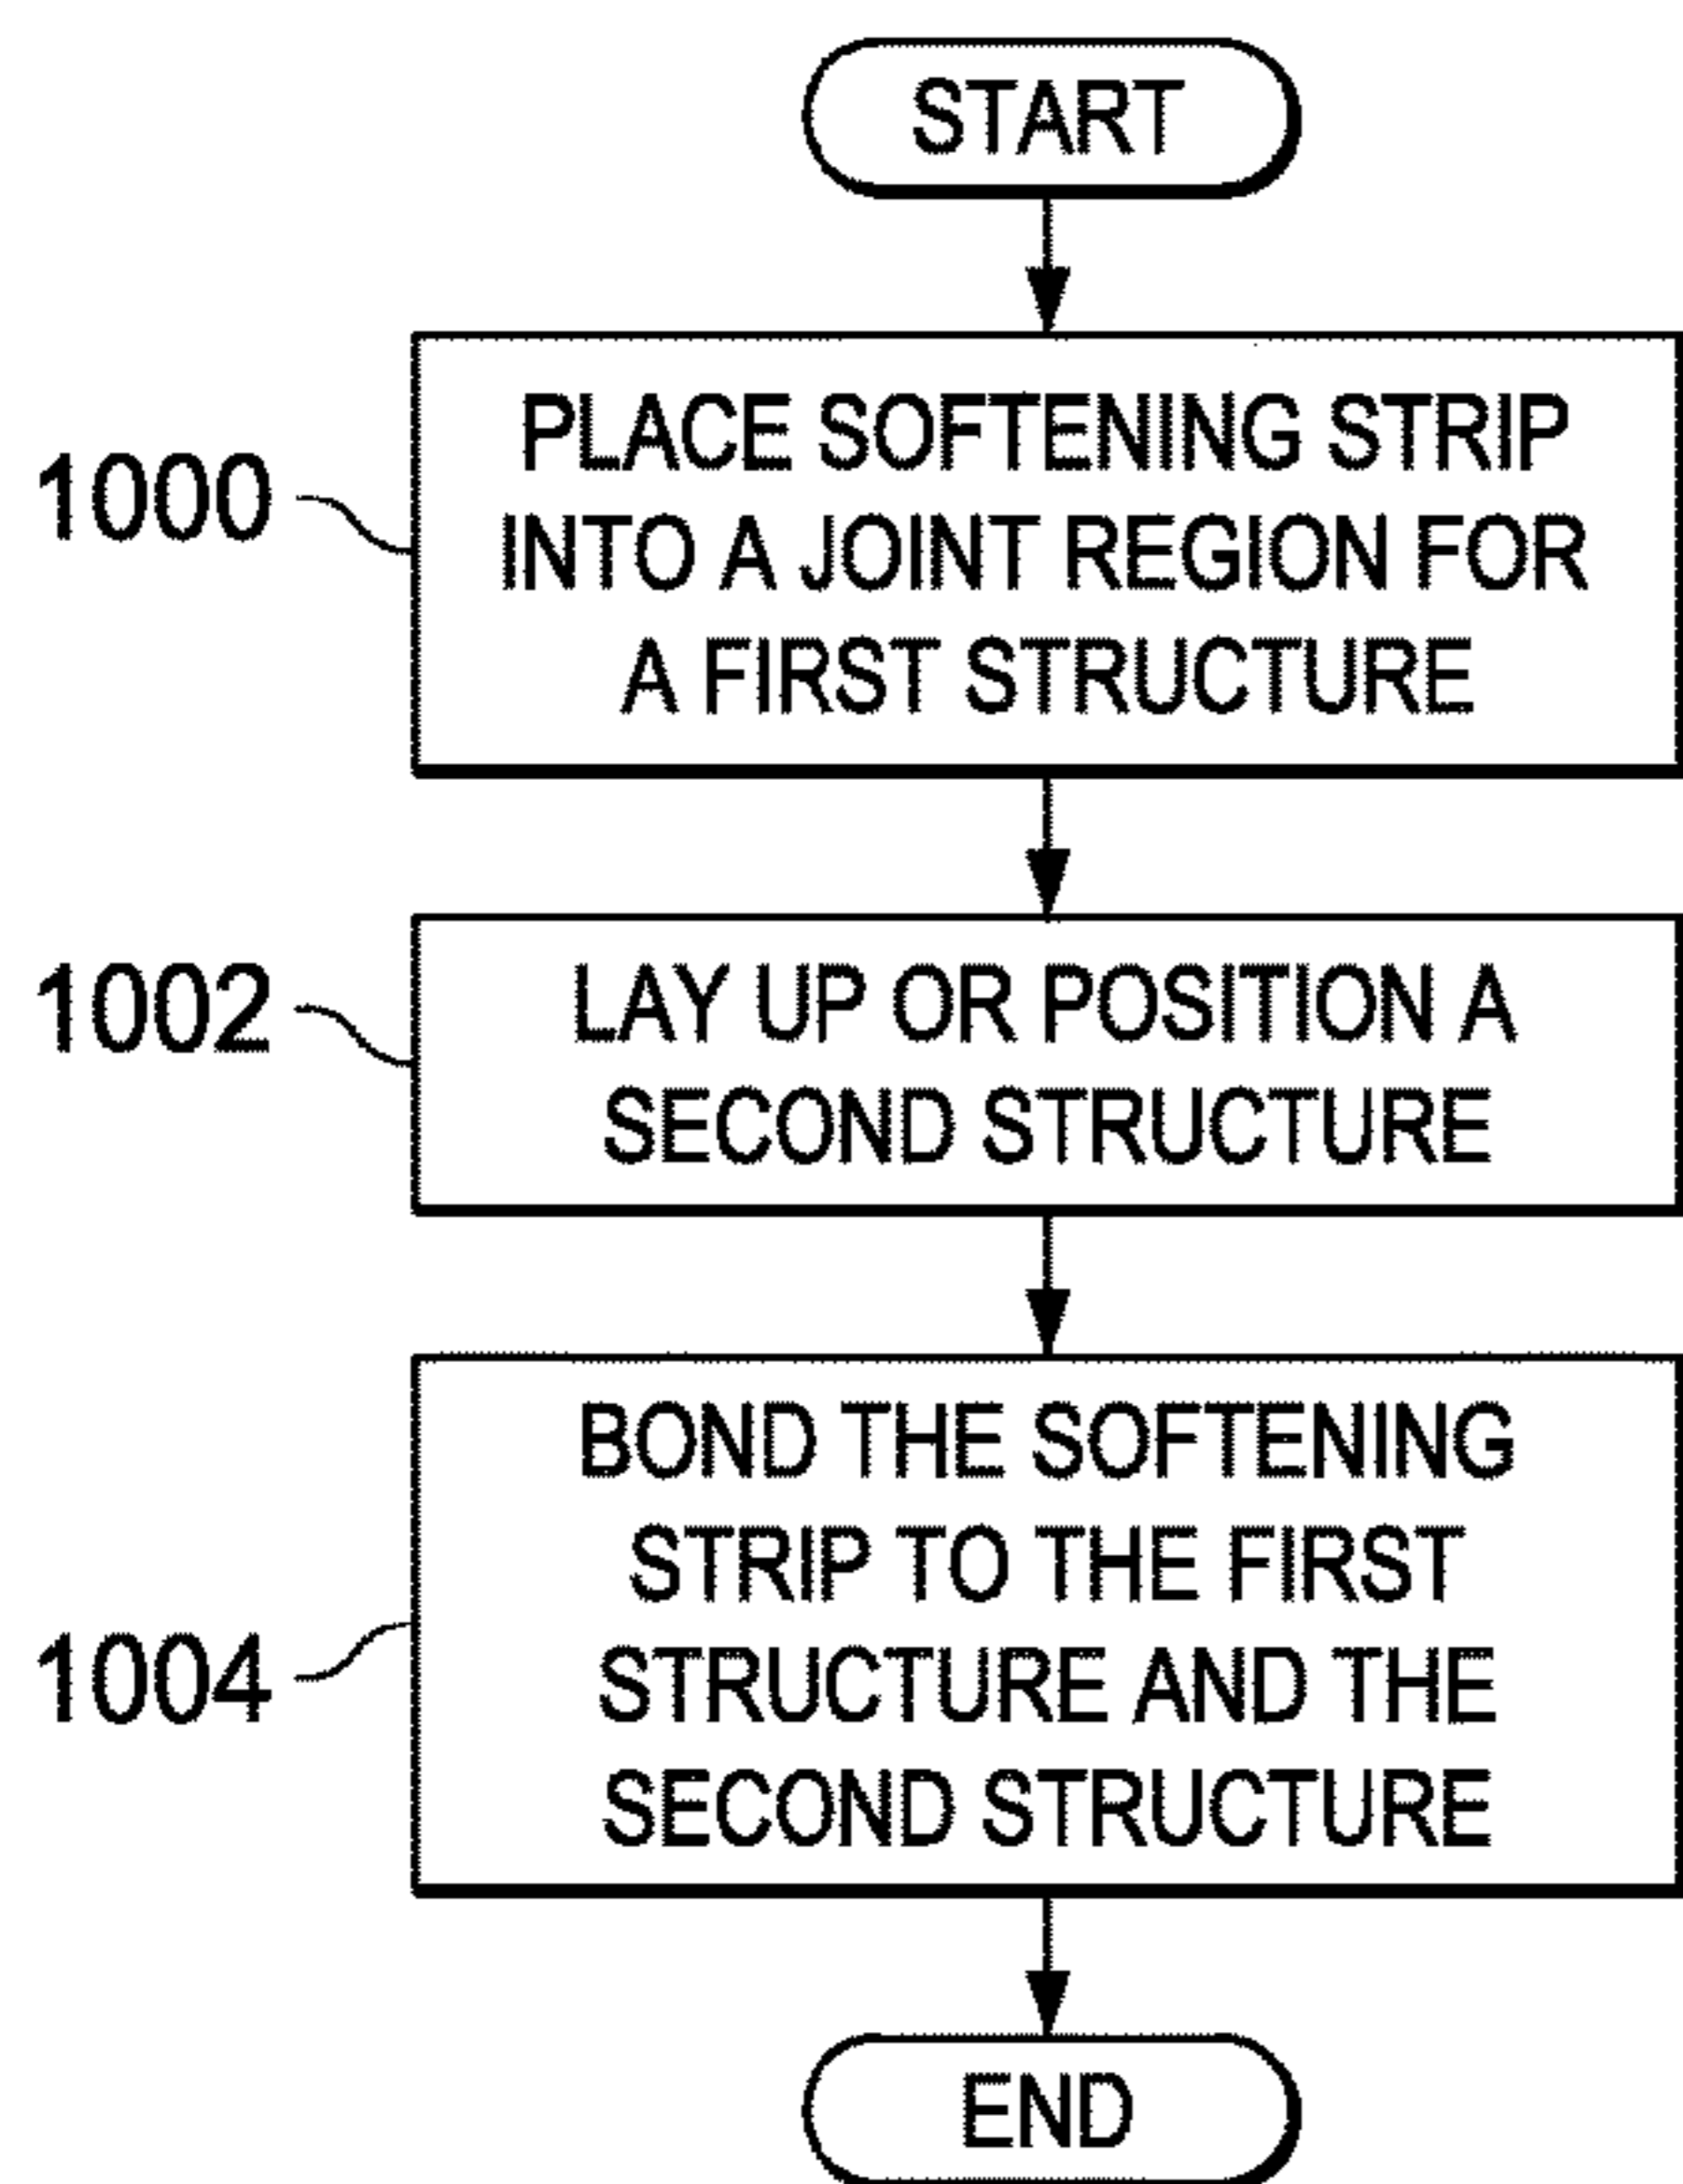 START
1000
PLACE SOFTENING STRIP
INTO A JOINT REGION FOR
A FIRST STRUCTURE
1002
LAY UP OR POSITION A
SECOND STRUCTURE
1004
BOND THE SOFTENING
STRIP TO THE FIRST
STRUCTURE AND THE
SECOND STRUCTURE
END